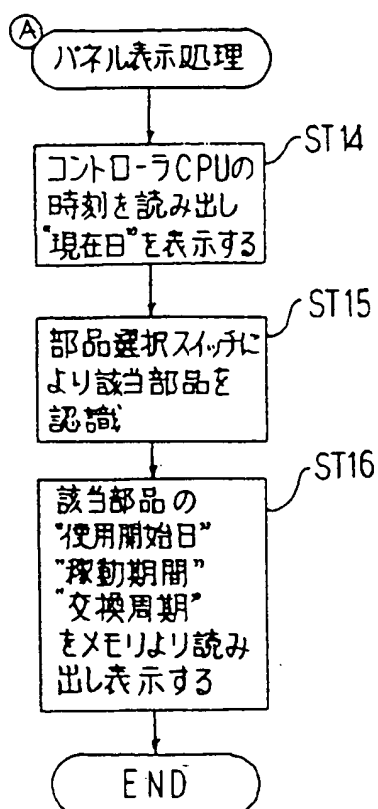 A
パネル表示処理
ST14
コントローラCPUの
時刻を読み出し
"現在日"を表示する
ST15
部品選択スイッチに
より該当部品を
認識
ST16
該当部品の
"使用開始日"
"稼動期間"
"交換周期"
をメモリより読み
出し表示する
END